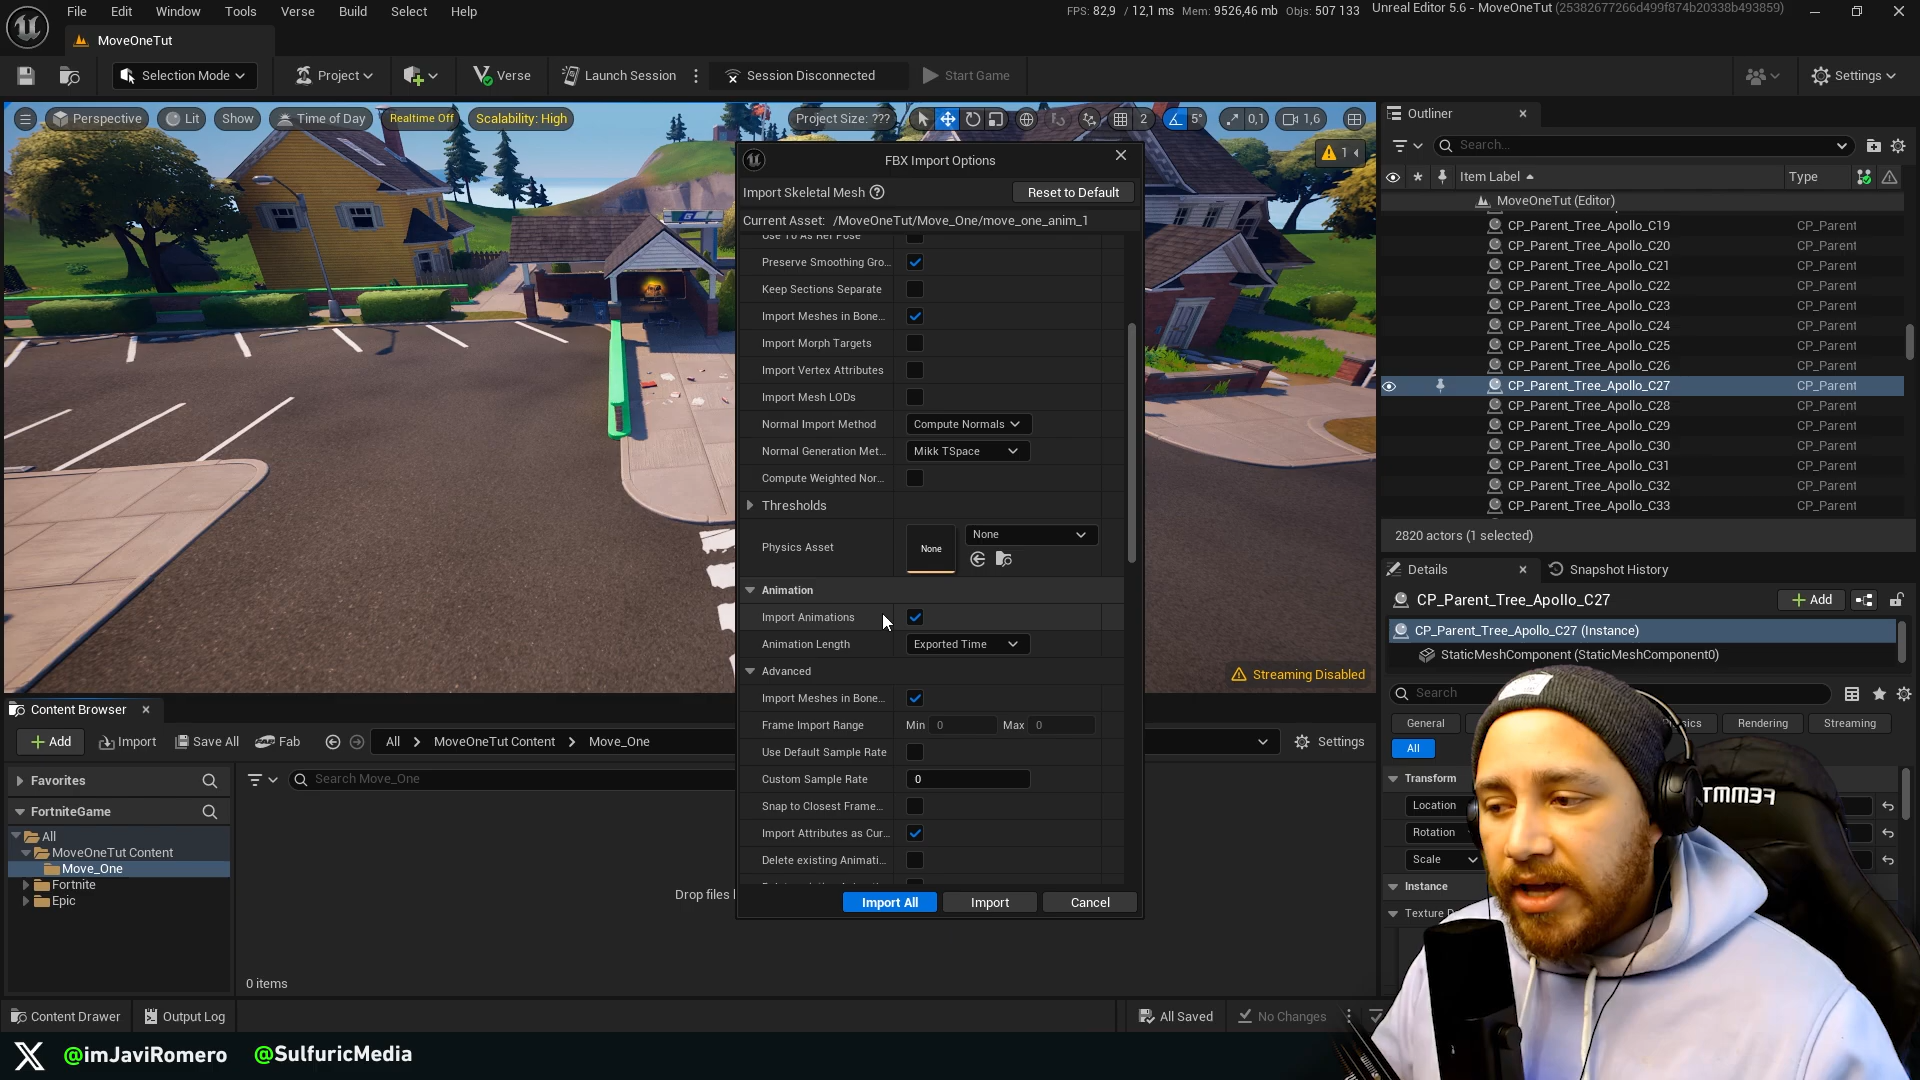 File Edit Window Tools Verse Build Select Help
FPS: 82,9 / 12,1 ms Mem: 9526,46 mb Objs: 507 133 Unreal Editor 5.6 - MoveOneTut (25382677266d499f874b20338b493859)
MoveOneTut
Selection Mode Project Verse Launch Session Session Disconnected Start Game Settings
Perspective Lit Show Time of Day Realtime Off Scalability: High Project Size: ??? 2 5° 0,1 1,6
1
FBX Import Options
Import Skeletal Mesh Reset to Default
Current Asset: /MoveOneTut/Move_One/move_one_anim_1
Preserve Smoothing Gro...
Keep Sections Separate
Import Meshes in Bone...
Import Morph Targets
Import Vertex Attributes
Import Mesh LODs
Normal Import Method Compute Normals
Normal Generation Met... Mikk TSpace
Compute Weighted Nor...
Thresholds
Physics Asset None None
Animation
Import Animations
Animation Length Exported Time
Advanced
Import Meshes in Bone...
Frame Import Range Min 0 Max 0
Use Default Sample Rate
Custom Sample Rate 0
Snap to Closest Frame...
Import Attributes as Cur...
Delete existing Animati...
Import All Import Cancel
Streaming Disabled
Outliner
Search...
Item Label Type
MoveOneTut (Editor)
CP_Parent_Tree_Apollo_C19 CP_Parent
CP_Parent_Tree_Apollo_C20 CP_Parent
CP_Parent_Tree_Apollo_C21 CP_Parent
CP_Parent_Tree_Apollo_C22 CP_Parent
CP_Parent_Tree_Apollo_C23 CP_Parent
CP_Parent_Tree_Apollo_C24 CP_Parent
CP_Parent_Tree_Apollo_C25 CP_Parent
CP_Parent_Tree_Apollo_C26 CP_Parent
CP_Parent_Tree_Apollo_C27 CP_Parent
CP_Parent_Tree_Apollo_C28 CP_Parent
CP_Parent_Tree_Apollo_C29 CP_Parent
CP_Parent_Tree_Apollo_C30 CP_Parent
CP_Parent_Tree_Apollo_C31 CP_Parent
CP_Parent_Tree_Apollo_C32 CP_Parent
CP_Parent_Tree_Apollo_C33 CP_Parent
2820 actors (1 selected)
Details Snapshot History
CP_Parent_Tree_Apollo_C27 Add
CP_Parent_Tree_Apollo_C27 (Instance)
StaticMeshComponent (StaticMeshComponent0)
Search
General Rendering Streaming
All
Transform
Location
Rotation
Scale
Instance
Content Browser
Add Import Save All Fab All MoveOneTut Content Move_One Settings
Favorites Search Move_One
FortniteGame
All
MoveOneTut Content
Move_One
Fortnite
Epic
Drop files
0 items
Content Drawer Output Log All Saved No Changes
X @imJaviRomero @SulfuricMedia